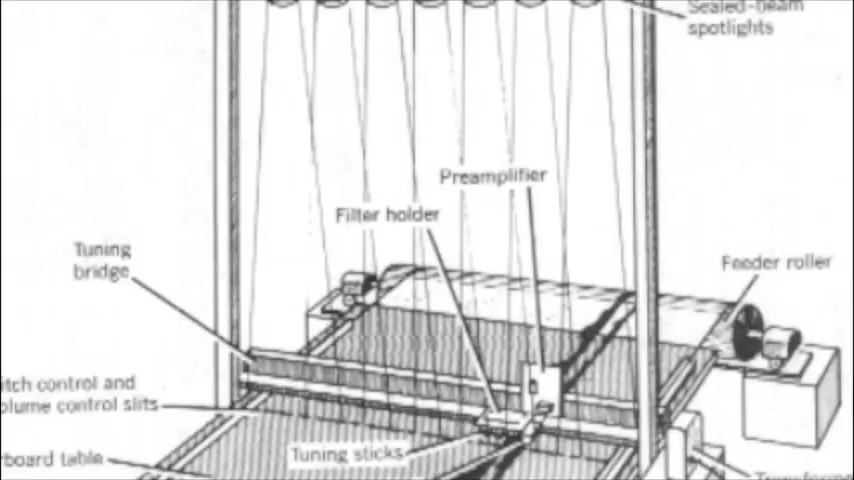 Sealed-beam
spotlights
Preamplifier
Filter holder
Tuning
bridge
Feeder roller
itch control and
olume control slits
Tuning sticks
rboard table